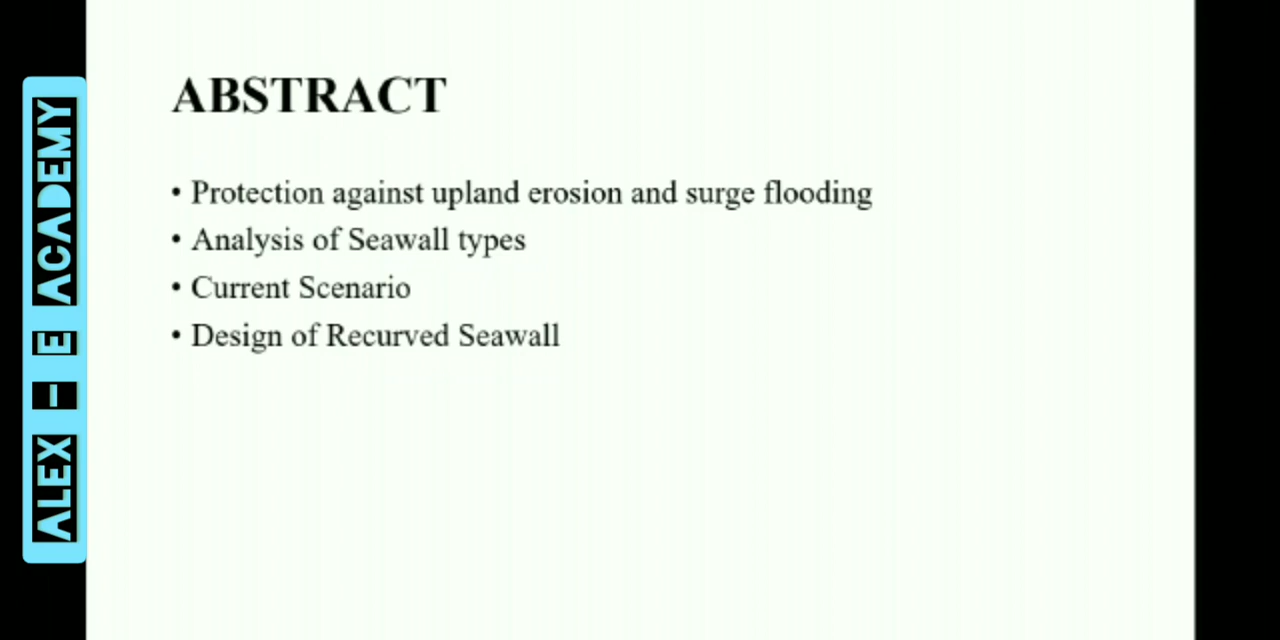 ABSTRACT
• Protection against upland erosion and surge flooding
• Analysis of Seawall types
• Current Scenario
• Design of Recurved Seawall
ALEX - E ACADEMY